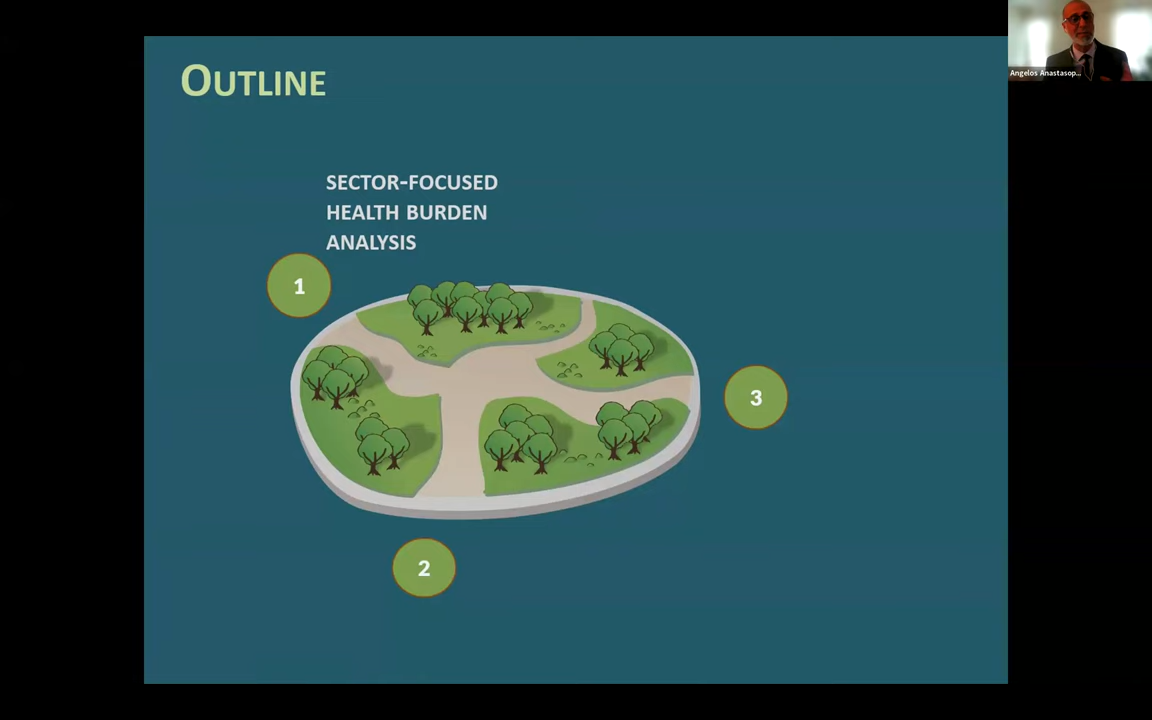 OUTLINE
SECTOR-FOCUSED
HEALTH BURDEN
ANALYSIS
1
3
2
Angelos Anastasop...